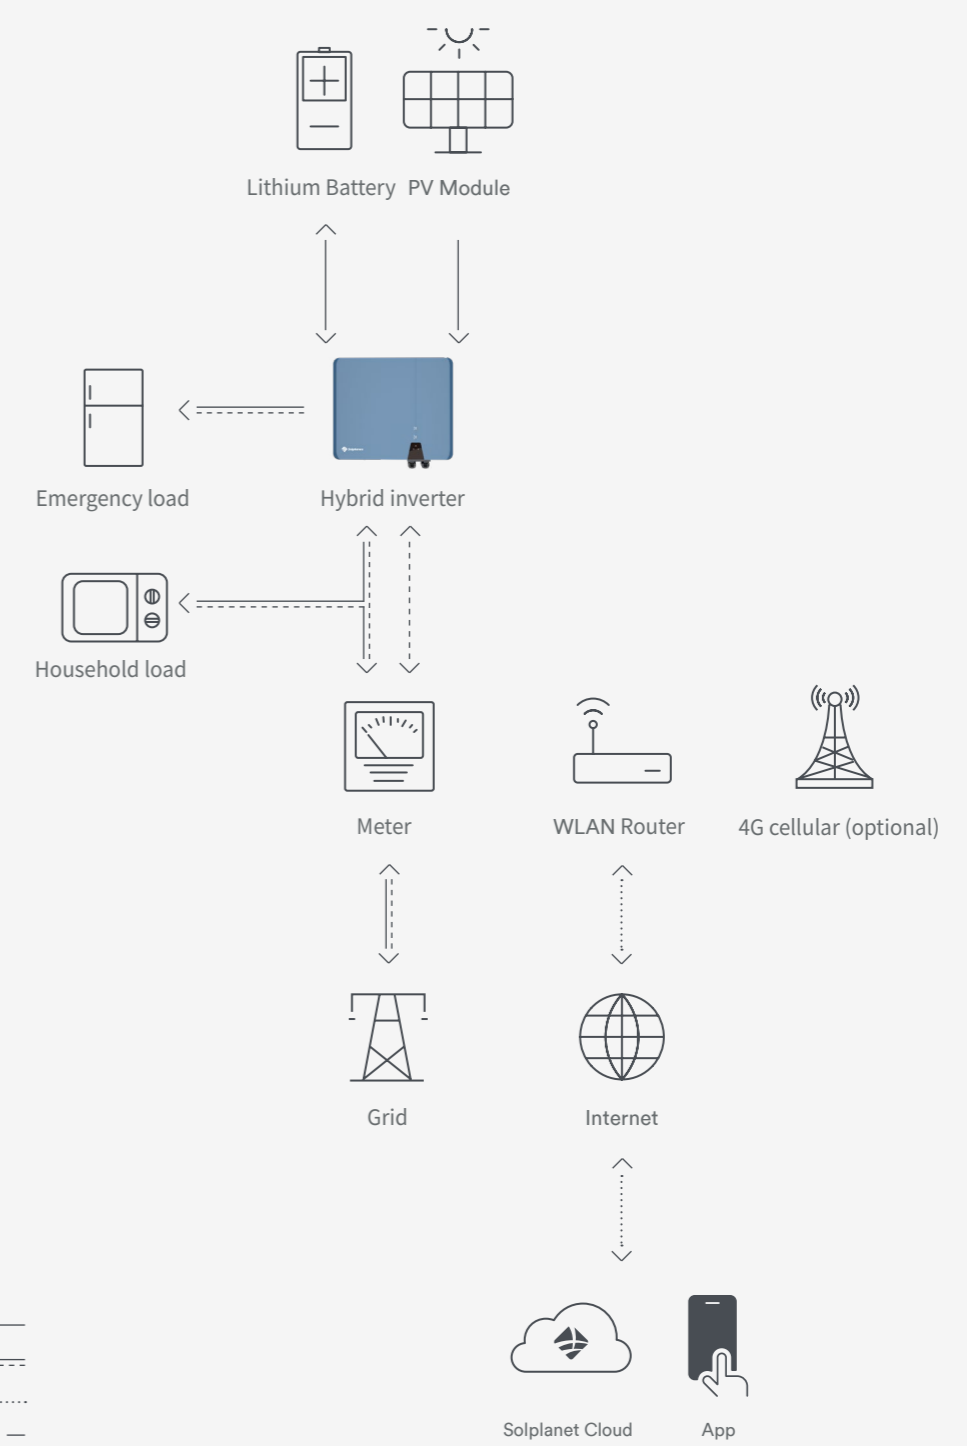 Lithium Battery PV Module
Emergency load
Hybrid inverter
Household load
Meter
WLAN Router
4G cellular (optional)
Grid
Internet
Solplanet Cloud
App